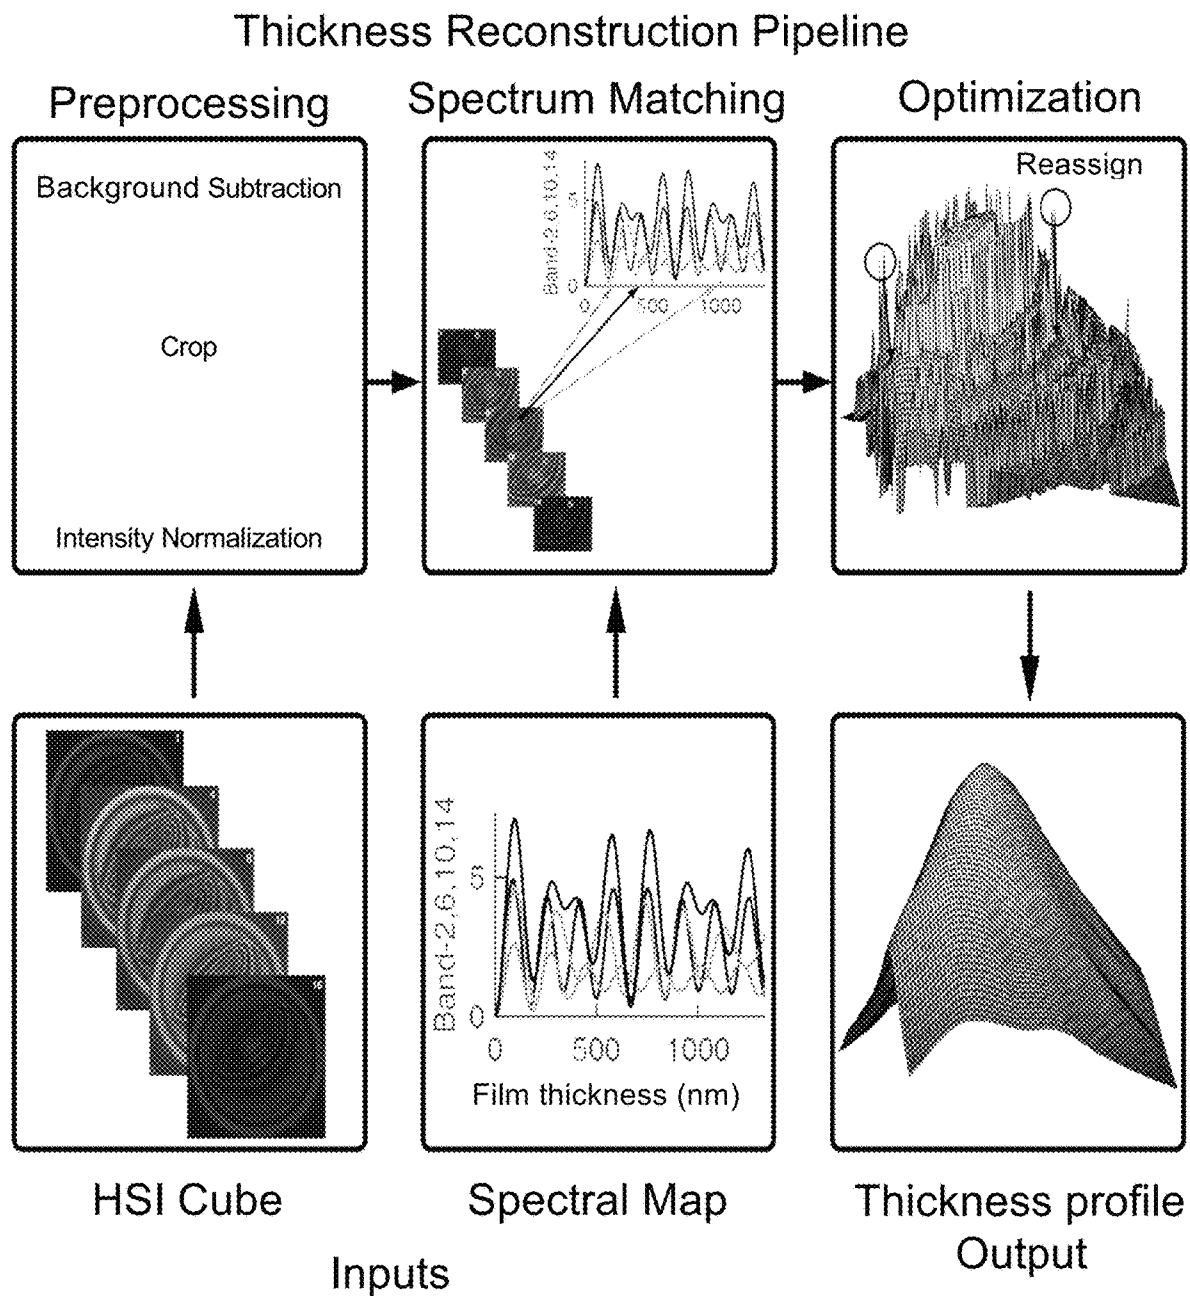 Thickness Reconstruction Pipeline
Preprocessing
Spectrum Matching
Optimization
Background Subtraction
Crop
Intensity Normalization
Band-2,6,10,14
5
0
0 500 1000
Reassign
16
Band-2,6,10,14
5
0
0 500 1000
Film thickness (nm)
HSI Cube
Spectral Map
Thickness profile
Output
Inputs